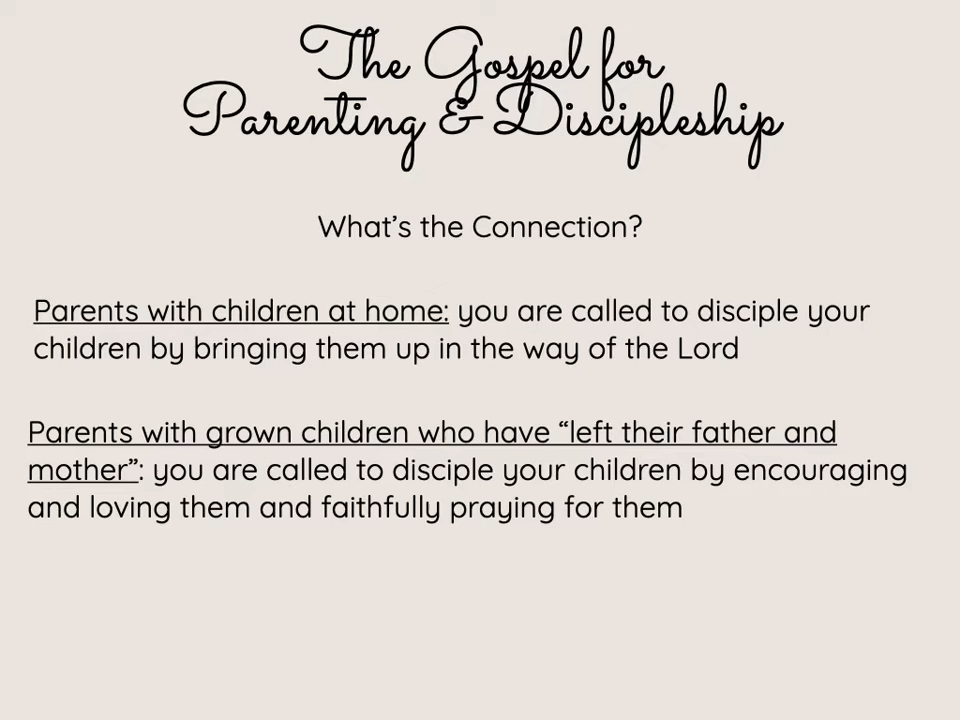 The Gospel for
Parenting & Discipleship
What’s the Connection?
Parents with children at home: you are called to disciple your
children by bringing them up in the way of the Lord
Parents with grown children who have “left their father and
mother”: you are called to disciple your children by encouraging
and loving them and faithfully praying for them